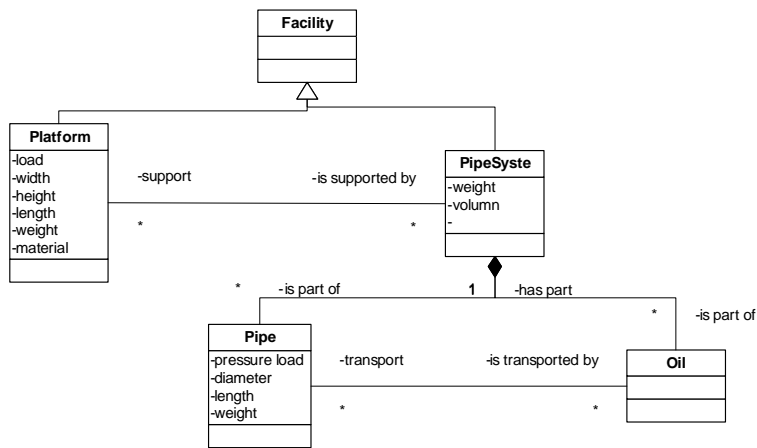 Facility
Platform
-load
-width
-height
-length
-weight
-material
-support
-is supported by
*
*
PipeSyste
-weight
-volumn
-
*
-is part of
1
-has part
*
-is part of
Pipe
-pressure load
-diameter
-length
-weight
-transport
-is transported by
*
*
Oil